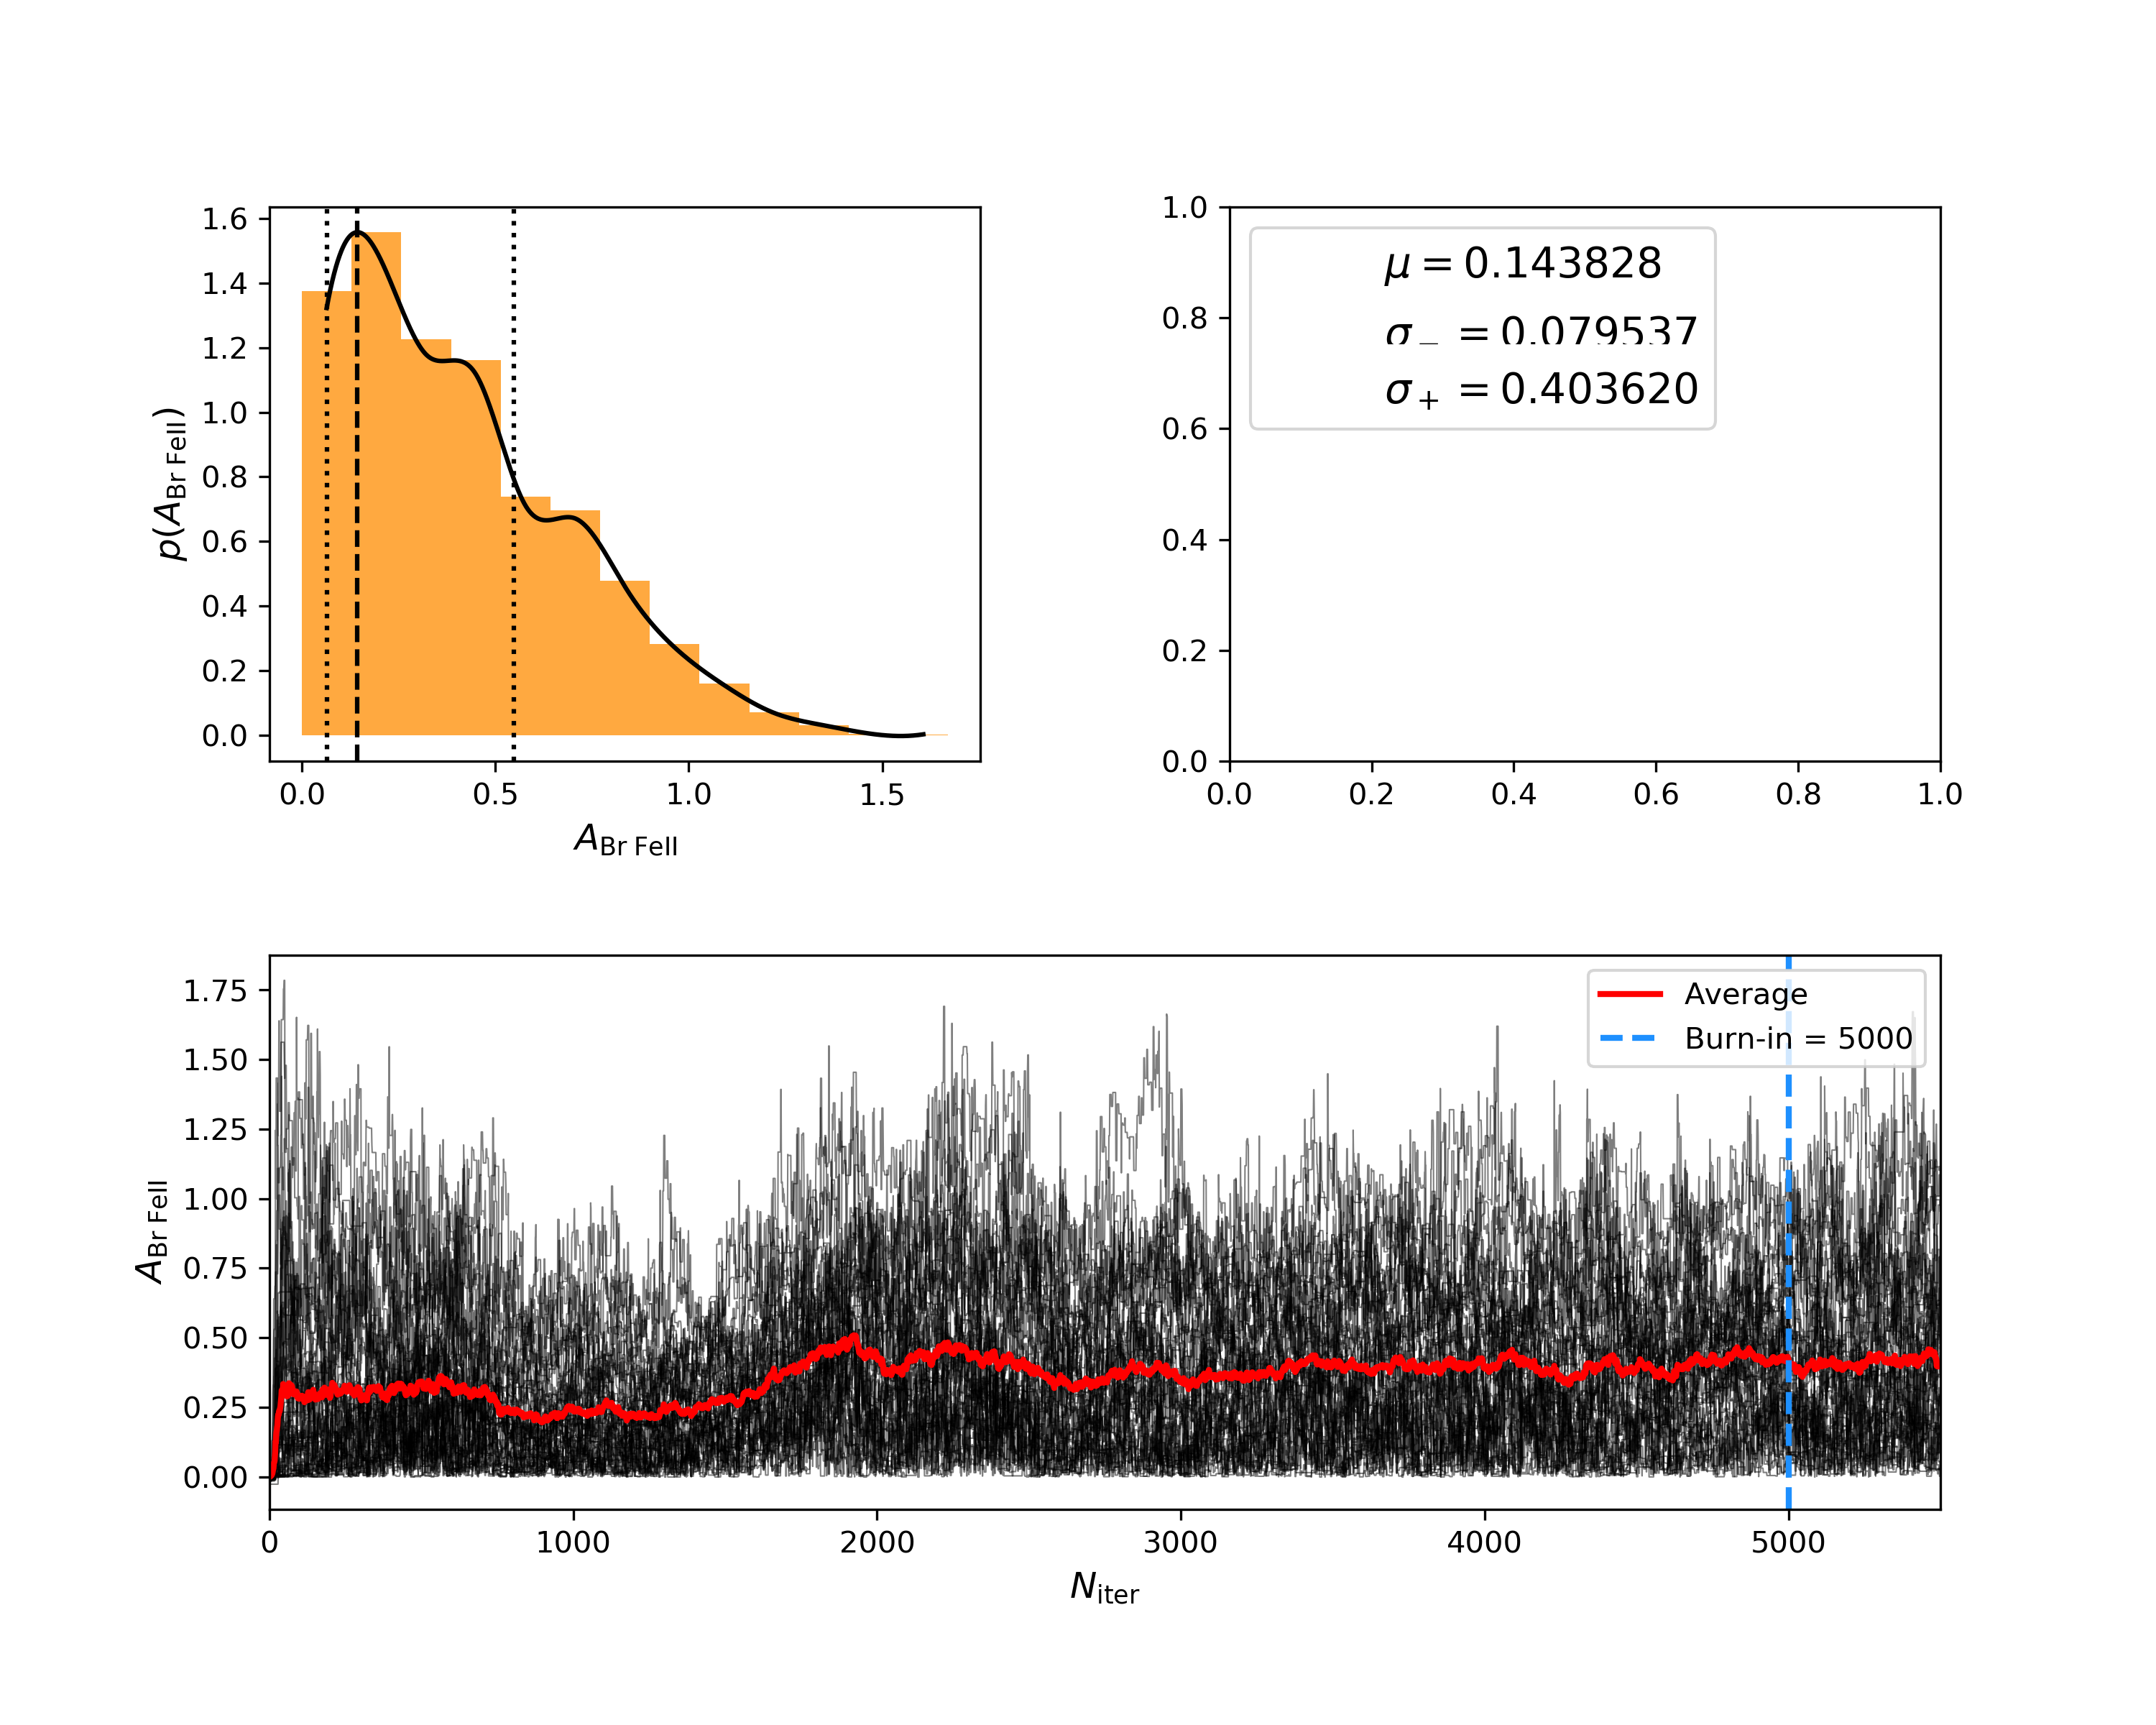 1.6
1.4
1.2
1.0
0.8
0.6
0.4
0.2
0.0
p(A_Br FeII)
0.0 0.5 1.0 1.5
A_Br FeII
1.0
0.8
0.6
0.4
0.2
0.0
μ = 0.143828
σ_− = 0.079537
σ_+ = 0.403620
0.0 0.2 0.4 0.6 0.8 1.0
1.75
1.50
1.25
1.00
0.75
0.50
0.25
0.00
A_Br FeII
Average
Burn-in = 5000
0 1000 2000 3000 4000 5000
N_iter